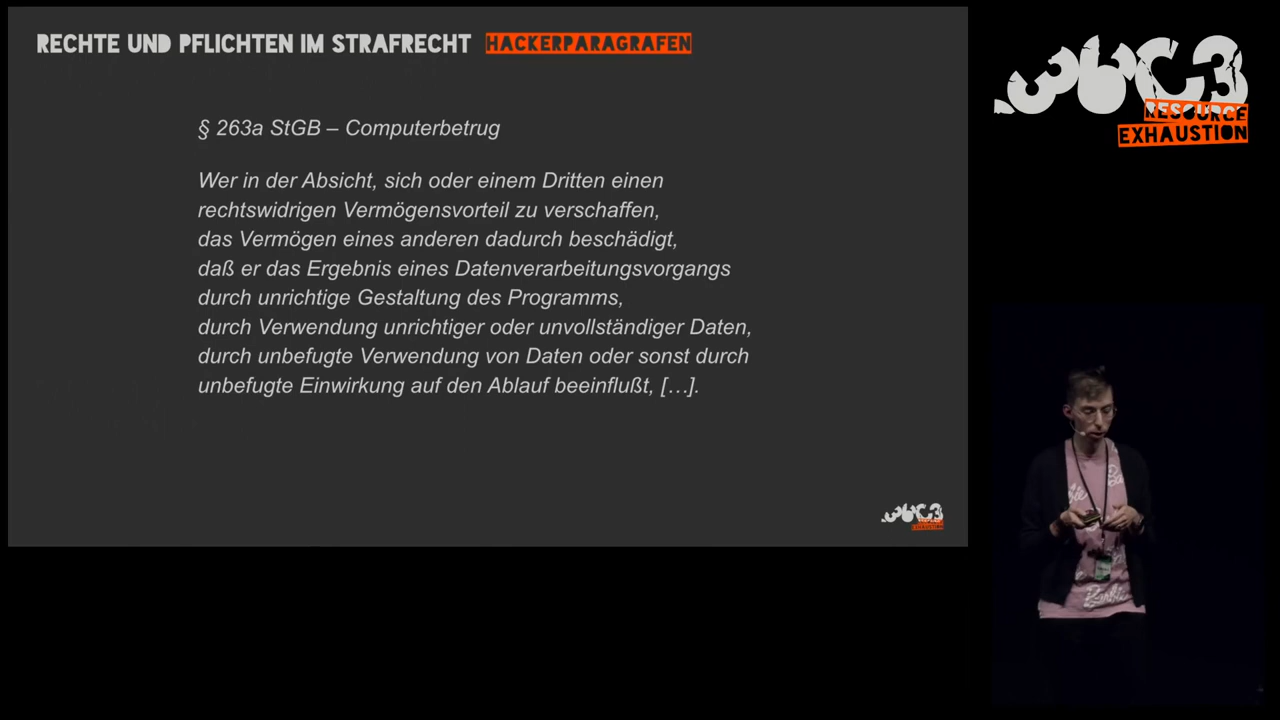 RECHTE UND PFLICHTEN IM STRAFRECHT HACKERPARAGRAFEN
§ 263a StGB – Computerbetrug
Wer in der Absicht, sich oder einem Dritten einen
rechtswidrigen Vermögensvorteil zu verschaffen,
das Vermögen eines anderen dadurch beschädigt,
daß er das Ergebnis eines Datenverarbeitungsvorgangs
durch unrichtige Gestaltung des Programms,
durch Verwendung unrichtiger oder unvollständiger Daten,
durch unbefugte Verwendung von Daten oder sonst durch
unbefugte Einwirkung auf den Ablauf beeinflußt, […].
36C3
RESOURCE
EXHAUSTION
36C3
Barbie